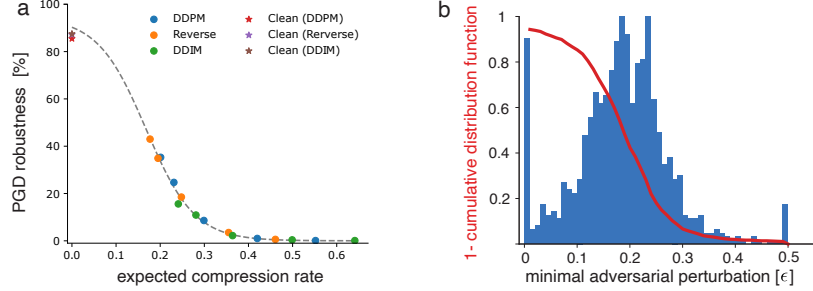 a
PGD robustness [%]
100
80
60
40
20
0
0.0 0.1 0.2 0.3 0.4 0.5 0.6
expected compression rate
DDPM
Reverse
DDIM
Clean (DDPM)
Clean (Rerverse)
Clean (DDIM)
b
1- cumulative distribution function
1
0.8
0.6
0.4
0.2
0 0.1 0.2 0.3 0.4 0.5
minimal adversarial perturbation [ϵ]